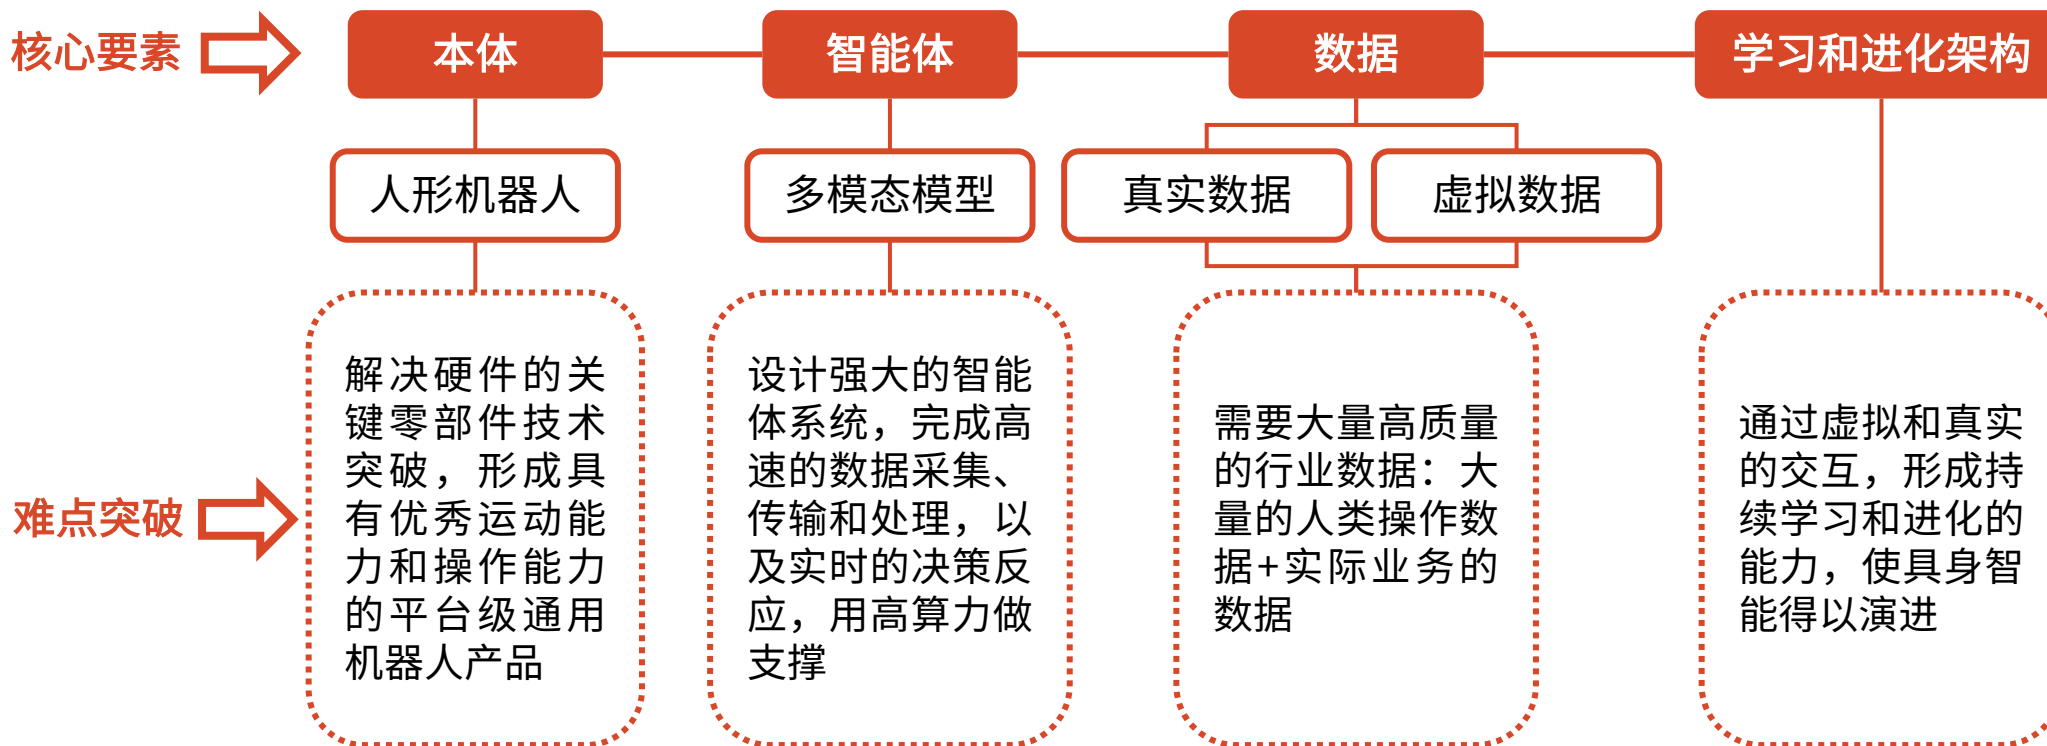 核心要素
本体
智能体
数据
学习和进化架构
人形机器人
多模态模型
真实数据
虚拟数据
难点突破
解决硬件的关
键零部件技术
突破，形成具
有优秀运动能
力和操作能力
的平台级通用
机器人产品
设计强大的智能
体系统，完成高
速的数据采集、
传输和处理，以
及实时的决策反
应，用高算力做
支撑
需要大量高质量
的行业数据：大
量的人类操作数
据+实际业务的
数据
通过虚拟和真实
的交互，形成持
续学习和进化的
能力，使具身智
能得以演进